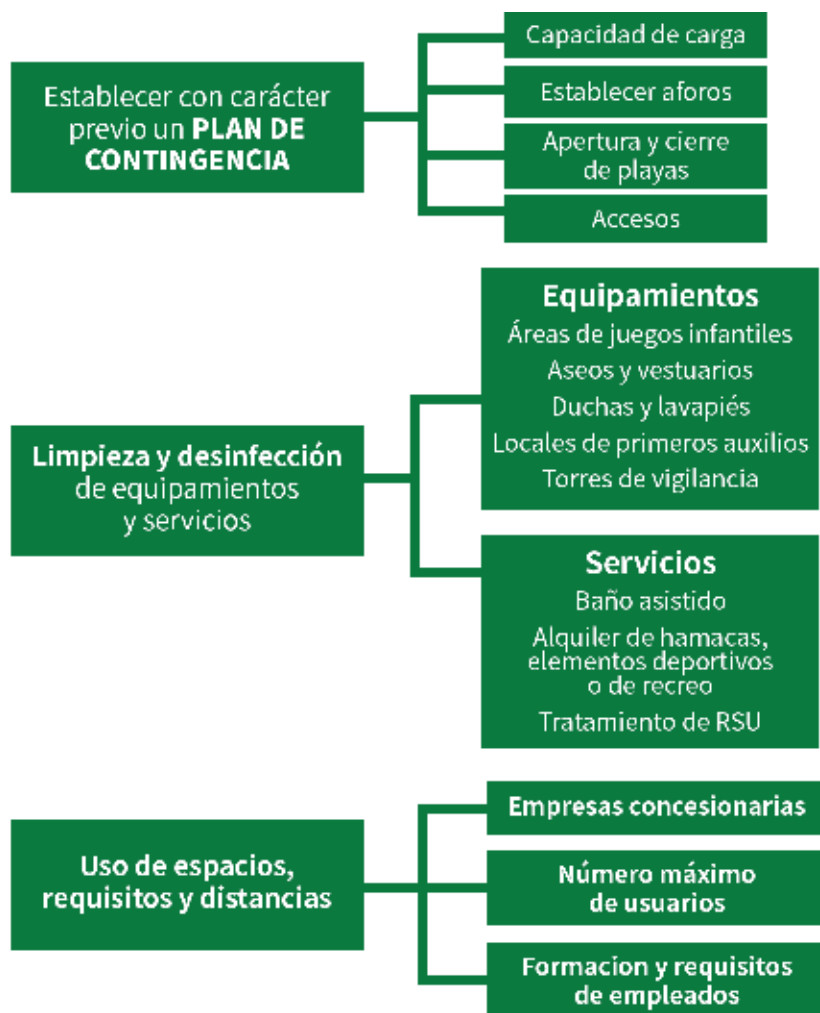 Establecer con carácter
previo un PLAN DE
CONTINGENCIA
Capacidad de carga
Establecer aforos
Apertura y cierre
de playas
Accesos
Limpieza y desinfección
de equipamientos
y servicios
Equipamientos
Áreas de juegos infantiles
Aseos y vestuarios
Duchas y lavapiés
Locales de primeros auxilios
Torres de vigilancia
Servicios
Baño asistido
Alquiler de hamacas,
elementos deportivos
o de recreo
Tratamiento de RSU
Uso de espacios,
requisitos y distancias
Empresas concesionarias
Número máximo
de usuarios
Formacion y requisitos
de empleados